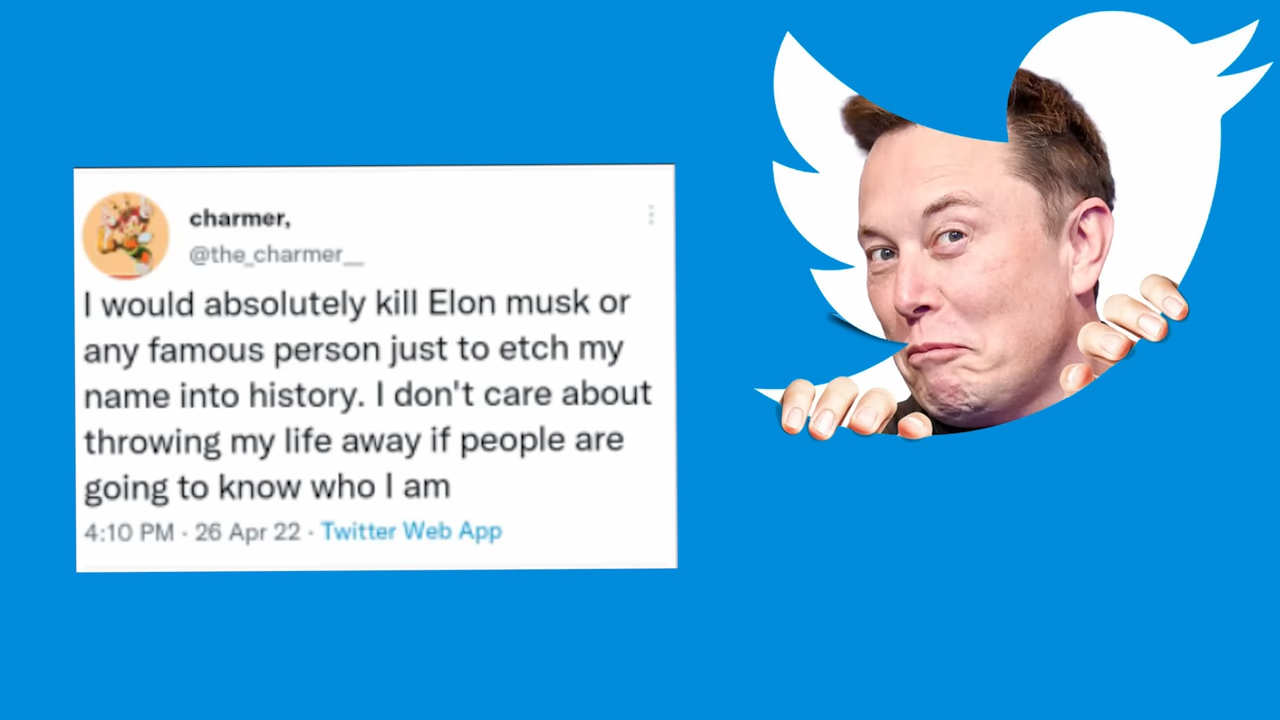 charmer,
@the_charmer__
I would absolutely kill Elon musk or
any famous person just to etch my
name into history. I don't care about
throwing my life away if people are
going to know who I am
4:10 PM · 26 Apr 22 · Twitter Web App